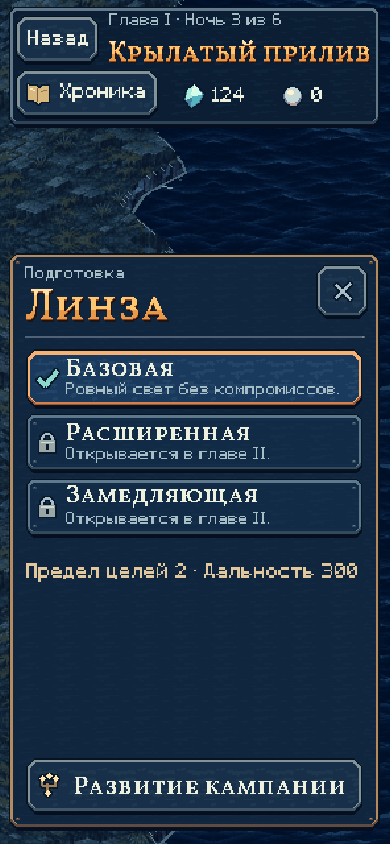 Глава I · Ночь 3 из 6
Назад
Крылатый прилив
Хроника
124
0
Подготовка
Линза
Базовая
Ровный свет без компромиссов.
Расширенная
Открывается в главе II.
Замедляющая
Открывается в главе II.
Предел целей 2 · Дальность 300
Развитие кампании